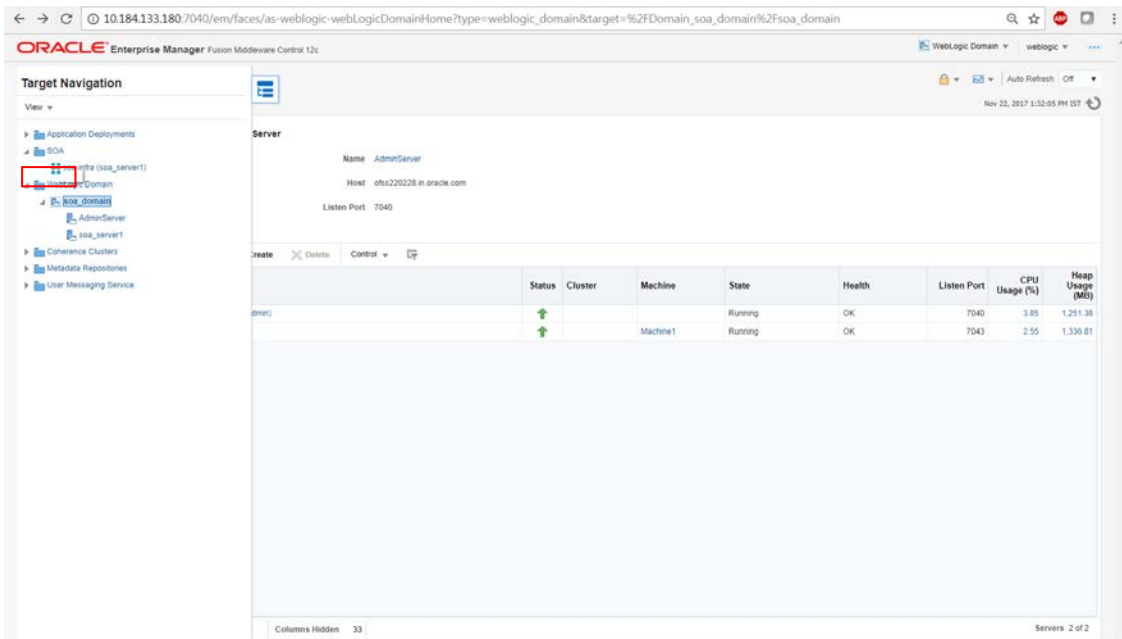 10.184.133.180:7040/em/faces/as-weblogic-webLogicDomainHome?type=weblogic_domain&target=%2FDomain_soa_domain%2Fsoa_domain
ORACLE Enterprise Manager Fusion Middleware Control 12c
WebLogic Domain weblogic
Target Navigation
Auto Refresh Off
View
Nov 22, 2017 1:32:05 PM IST
Application Deployments
Server
SOA
Name AdminServer
infra (soa_server1)
Host ofss220228.in.oracle.com
WebLogic Domain
Listen Port 7040
soa_domain
AdminServer
soa_server1
Coherence Clusters
reate Delete Control
Metadata Repositories
User Messaging Service
Status Cluster Machine State Health Listen Port CPU Usage (%) Heap Usage (MB)
dmin) Running OK 7040 3.85 1,251.38
Machine1 Running OK 7043 2.55 1,336.81
Columns Hidden 33
Servers 2 of 2